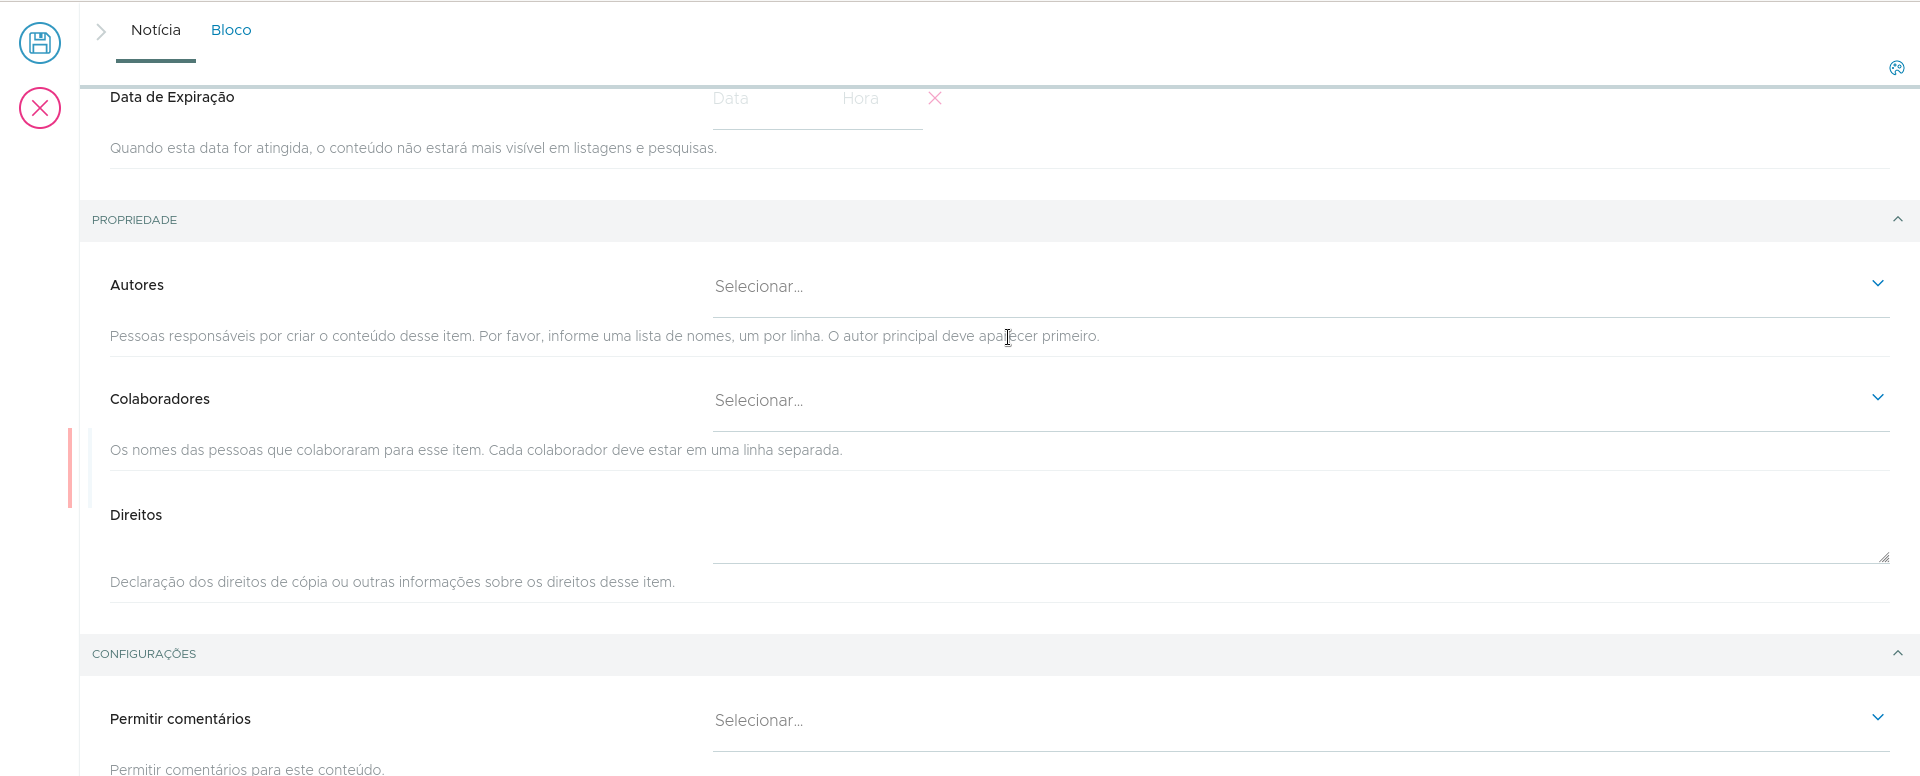 Notícia Bloco
Data de Expiração Data Hora
Quando esta data for atingida, o conteúdo não estará mais visível em listagens e pesquisas.
PROPRIEDADE
Autores Selecionar...
Pessoas responsáveis por criar o conteúdo desse item. Por favor, informe uma lista de nomes, um por linha. O autor principal deve aparecer primeiro.
Colaboradores Selecionar...
Os nomes das pessoas que colaboraram para esse item. Cada colaborador deve estar em uma linha separada.
Direitos
Declaração dos direitos de cópia ou outras informações sobre os direitos desse item.
CONFIGURAÇÕES
Permitir comentários Selecionar...
Permitir comentários para este conteúdo.